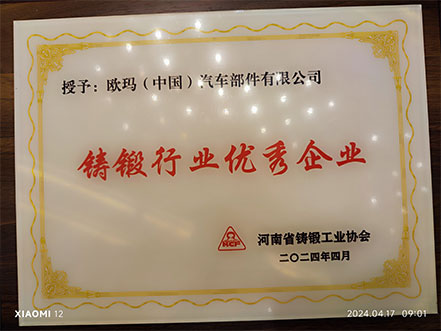 授予：欧玛（中国）汽车部件有限公司
铸锻行业优秀企业
HCF
河南省铸锻工业协会
二〇二四年四月
XIAOMI 12
2024.04.17 09:01